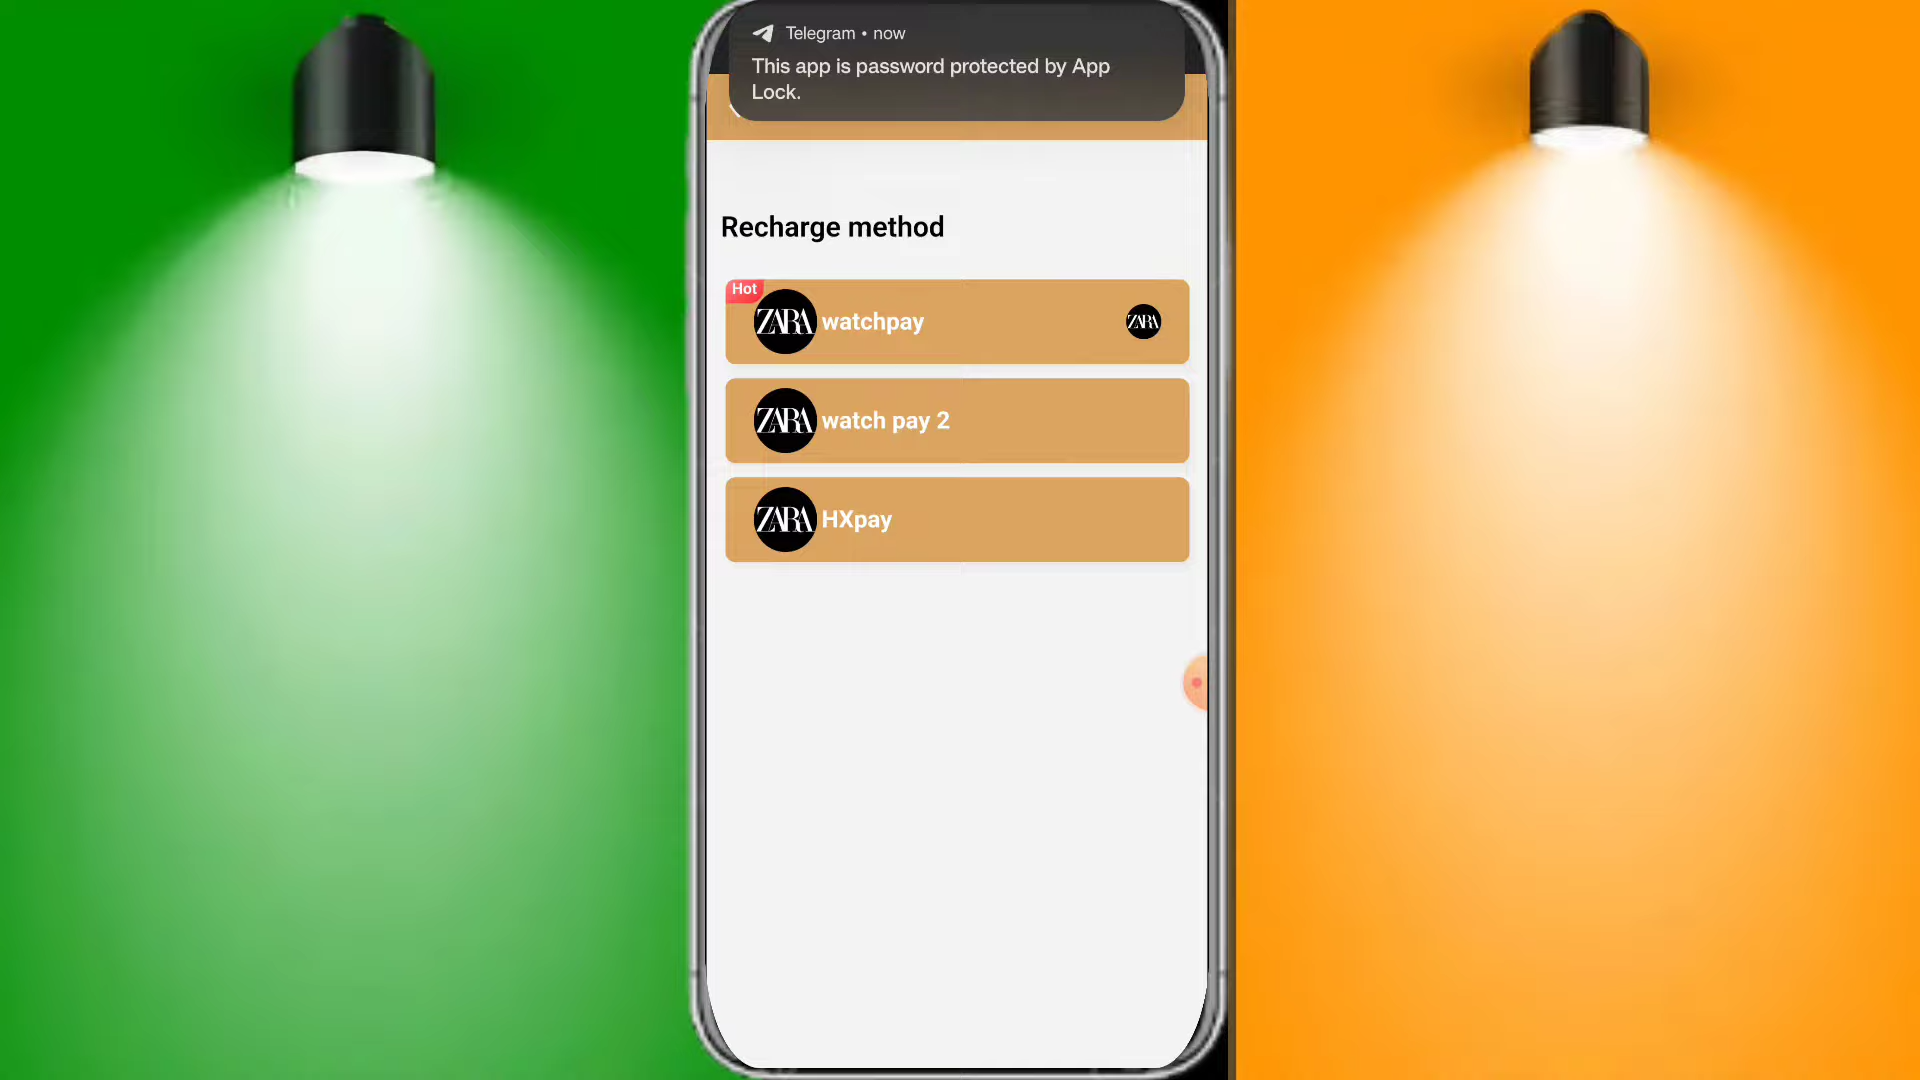 Telegram • now
This app is password protected by App
Lock.
Recharge method
Hot
ZARA watchpay ZARA
ZARA watch pay 2
ZARA HXpay